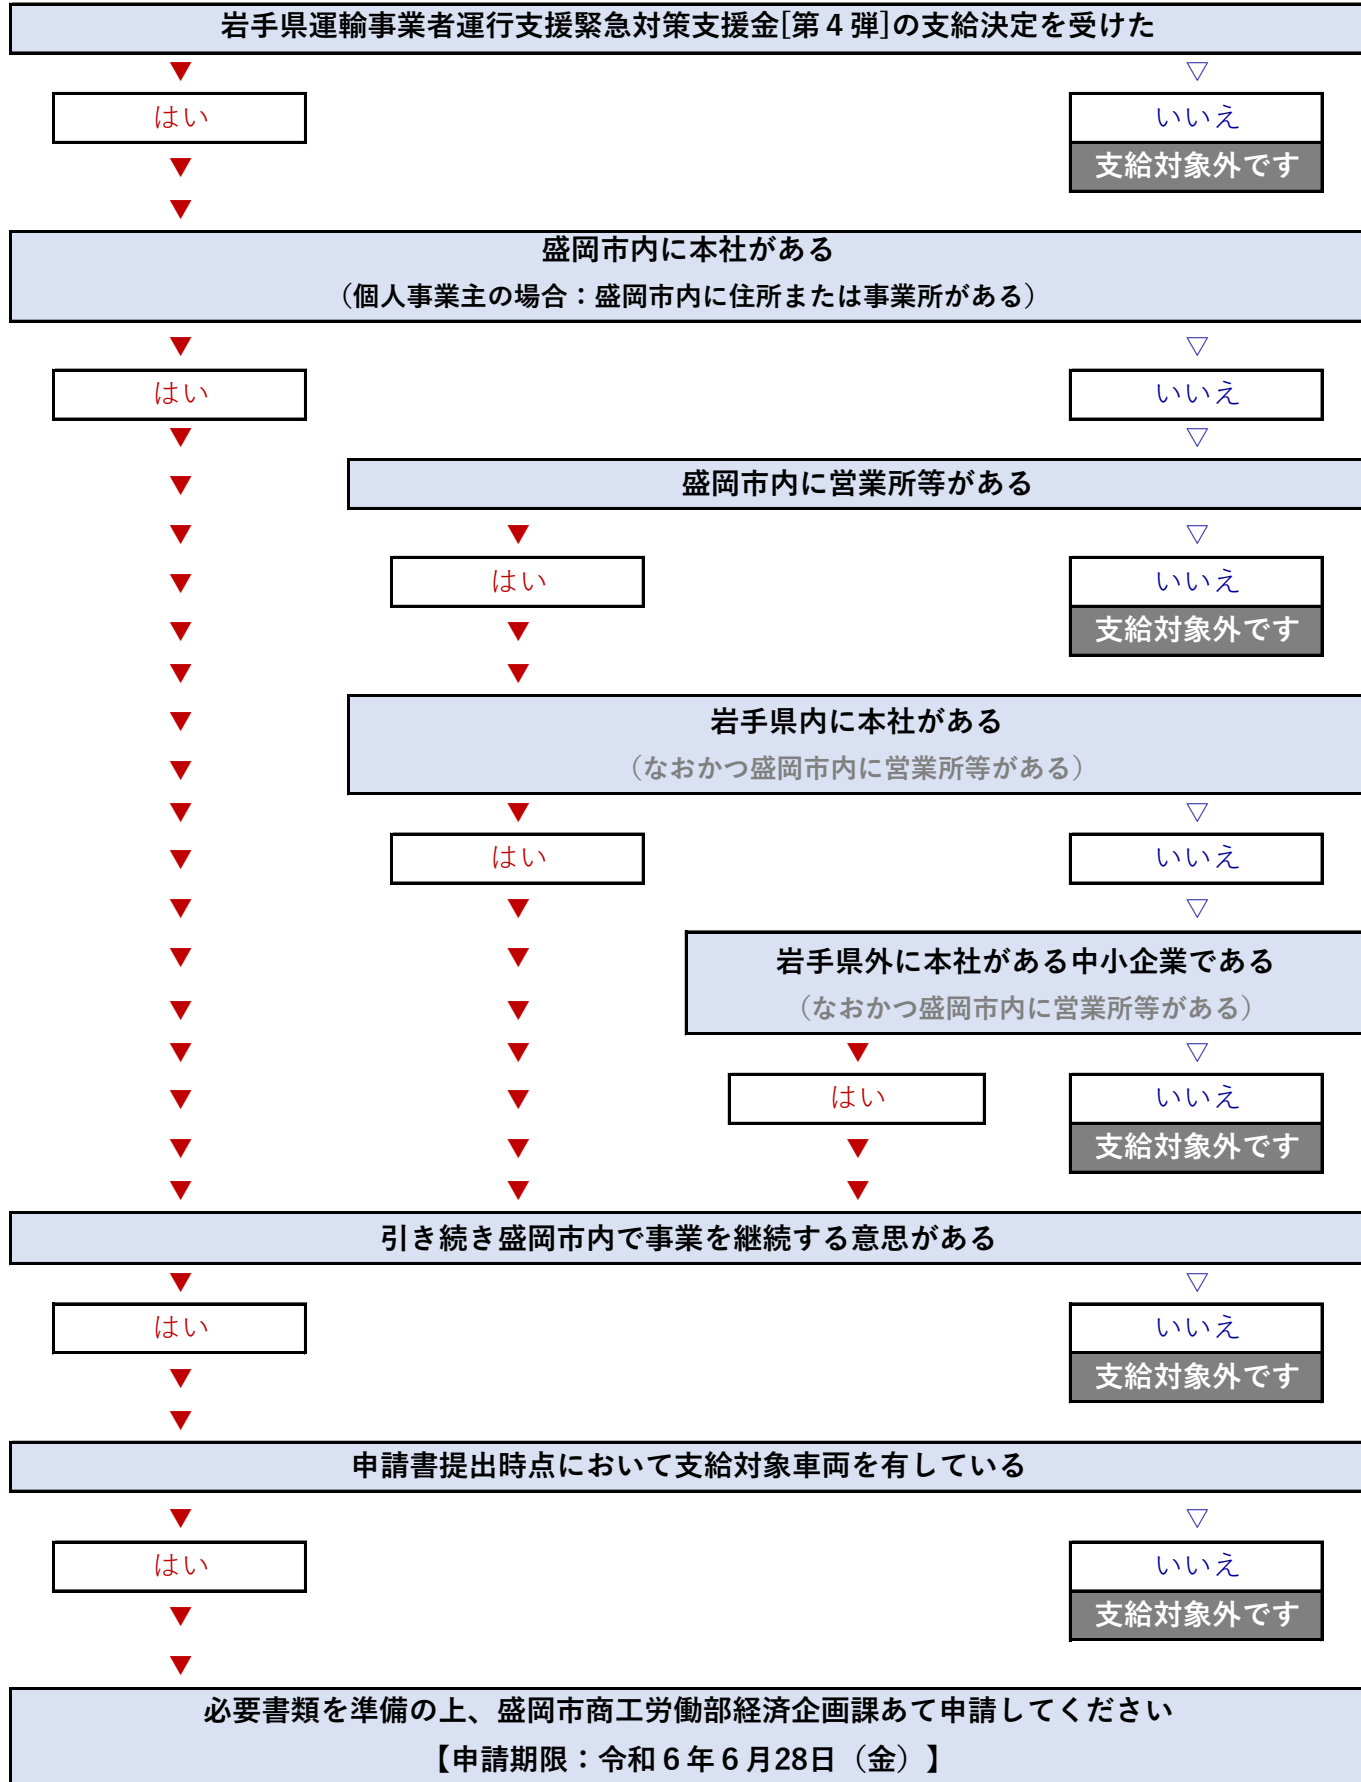 岩手県運輸事業者運行支援緊急対策支援金[第４弾]の支給決定を受けた
▼ ▽
はい いいえ
▼ 支給対象外です
▼
盛岡市内に本社がある
（個人事業主の場合：盛岡市内に住所または事業所がある）
▼ ▽
はい いいえ
▼ ▽
▼ 盛岡市内に営業所等がある
▼ ▼ ▽
▼ はい いいえ
▼ ▼ 支給対象外です
▼ ▼
▼ 岩手県内に本社がある
▼ （なおかつ盛岡市内に営業所等がある）
▼ ▼ ▽
▼ はい いいえ
▼ ▼ ▽
▼ ▼ 岩手県外に本社がある中小企業である
▼ ▼ （なおかつ盛岡市内に営業所等がある）
▼ ▼ ▼ ▽
▼ ▼ はい いいえ
▼ ▼ ▼ 支給対象外です
▼ ▼ ▼
引き続き盛岡市内で事業を継続する意思がある
▼ ▽
はい いいえ
▼ 支給対象外です
▼
申請書提出時点において支給対象車両を有している
▼ ▽
はい いいえ
▼ 支給対象外です
▼
必要書類を準備の上、盛岡市商工労働部経済企画課あて申請してください
【申請期限：令和６年６月28日（金）】